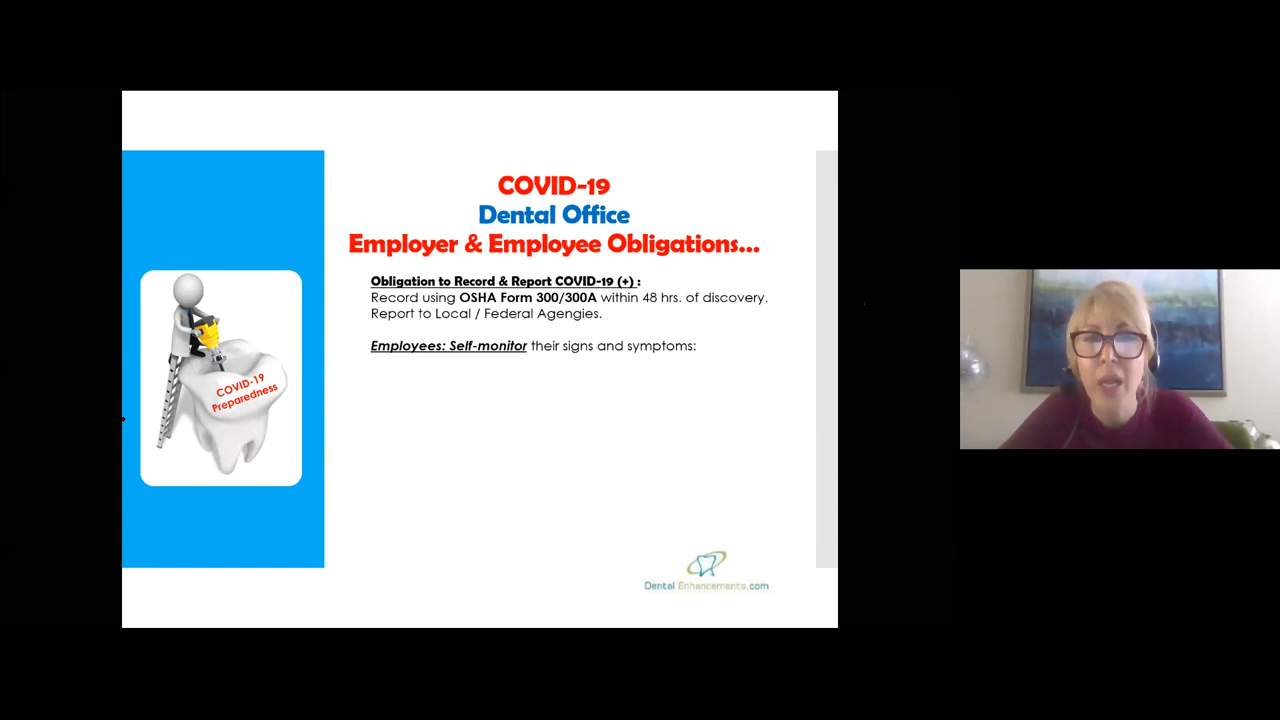 COVID-19
Dental Office
Employer & Employee Obligations...
Obligation to Record & Report COVID-19 (+) :
Record using OSHA Form 300/300A within 48 hrs. of discovery.
Report to Local / Federal Agengies.
Employees: Self-monitor their signs and symptoms:
COVID-19
Preparedness
Dental Enhancements.com